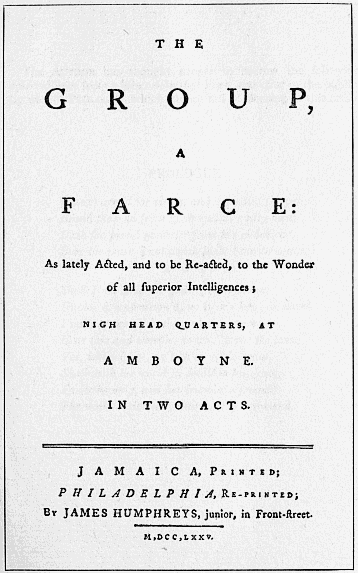 THE
GROUP,
A
FARCE:
As lately Acted, and to be Re-acted, to the Wonder
of all ſuperior Intelligences;
NIGH HEAD QUARTERS, AT
AMBOYNE.
IN TWO ACTS.
JAMAICA, PRINTED;
PHILADELPHIA, RE-PRINTED;
BY JAMES HUMPHREYS, junior, in Front-ſtreet.
M,DCC,LXXV.